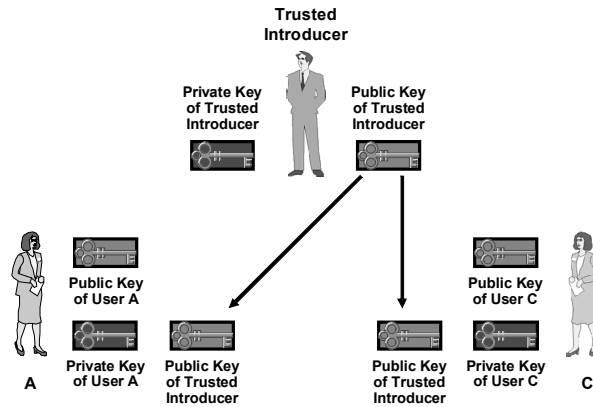 Trusted
Introducer
Private Key
of Trusted
Introducer
Public Key
of Trusted
Introducer
Public Key
of User A
Public Key
of User C
A
Private Key
of User A
Public Key
of Trusted
Introducer
Public Key
of Trusted
Introducer
Private Key
of User C
C